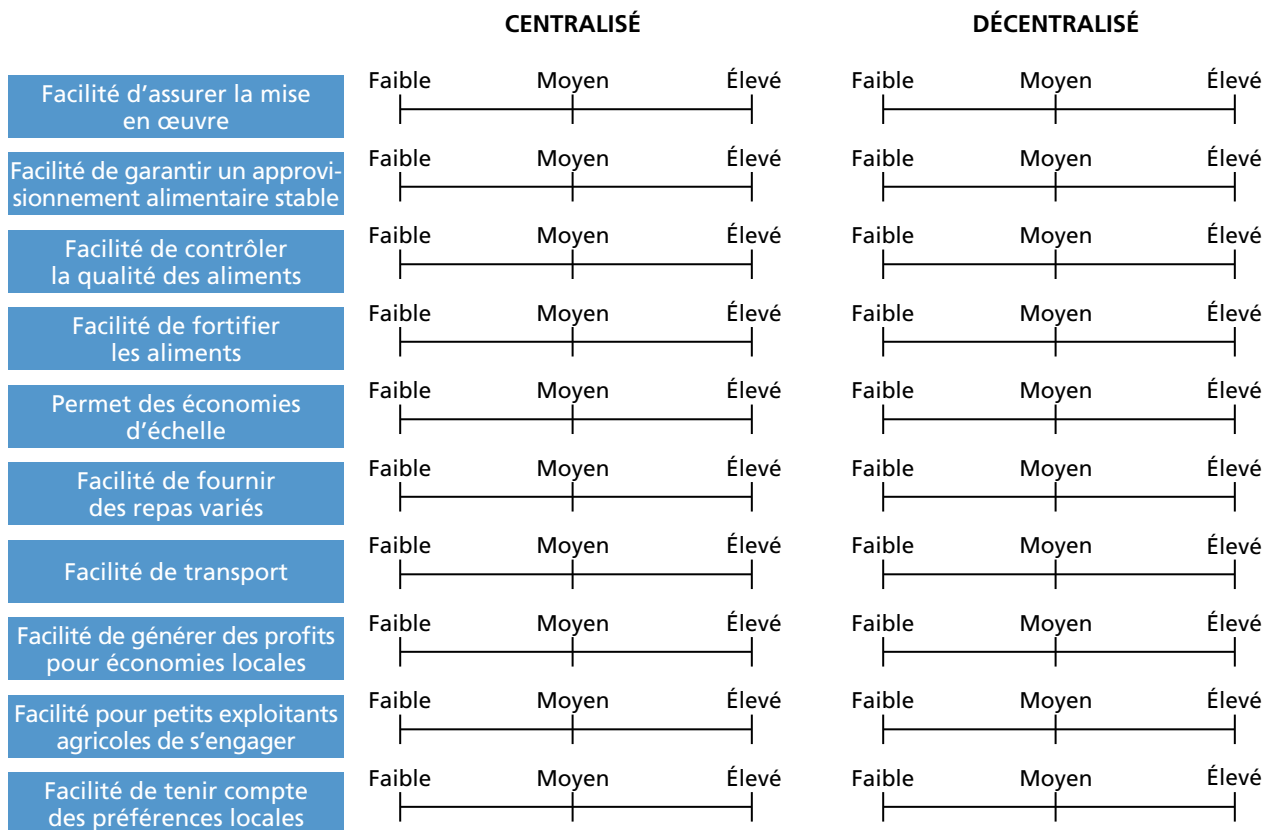 CENTRALISÉ DÉCENTRALISÉ
Faible Moyen Élevé Faible Moyen Élevé
Facilité d'assurer la mise
en œuvre
Faible Moyen Élevé Faible Moyen Élevé
Facilité de garantir un approvi-
sionnement alimentaire stable
Faible Moyen Élevé Faible Moyen Élevé
Facilité de contrôler
la qualité des aliments
Faible Moyen Élevé Faible Moyen Élevé
Facilité de fortifier
les aliments
Faible Moyen Élevé Faible Moyen Élevé
Permet des économies
d'échelle
Faible Moyen Élevé Faible Moyen Élevé
Facilité de fournir
des repas variés
Faible Moyen Élevé Faible Moyen Élevé
Facilité de transport
Faible Moyen Élevé Faible Moyen Élevé
Facilité de générer des profits
pour économies locales
Faible Moyen Élevé Faible Moyen Élevé
Facilité pour petits exploitants
agricoles de s'engager
Faible Moyen Élevé Faible Moyen Élevé
Facilité de tenir compte
des préférences locales